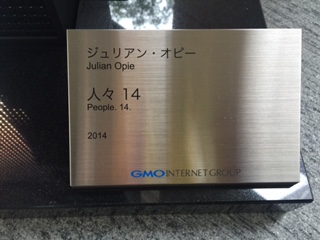 ジュリアン・オピー
Julian Opie
人々 14
People. 14.
2014
GMO INTERNET GROUP